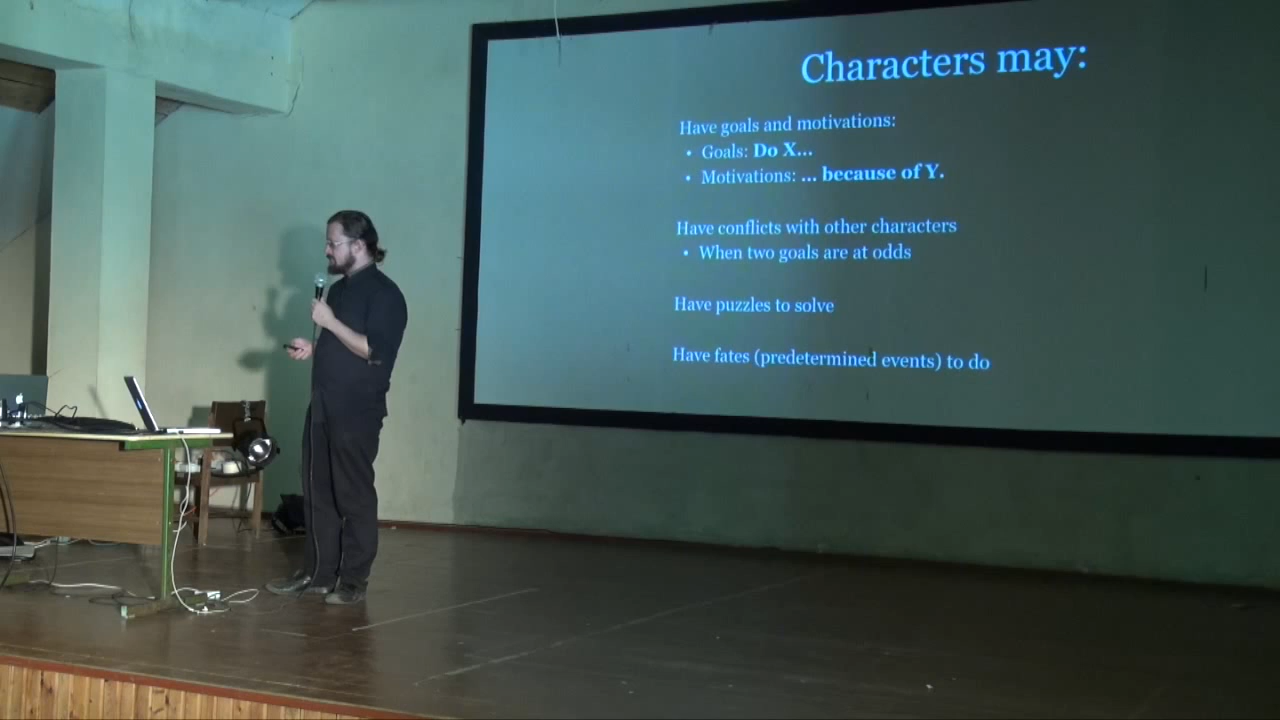 Characters may:
Have goals and motivations:
• Goals: Do X...
• Motivations: ... because of Y.
Have conflicts with other characters
• When two goals are at odds
Have puzzles to solve
Have fates (predetermined events) to do